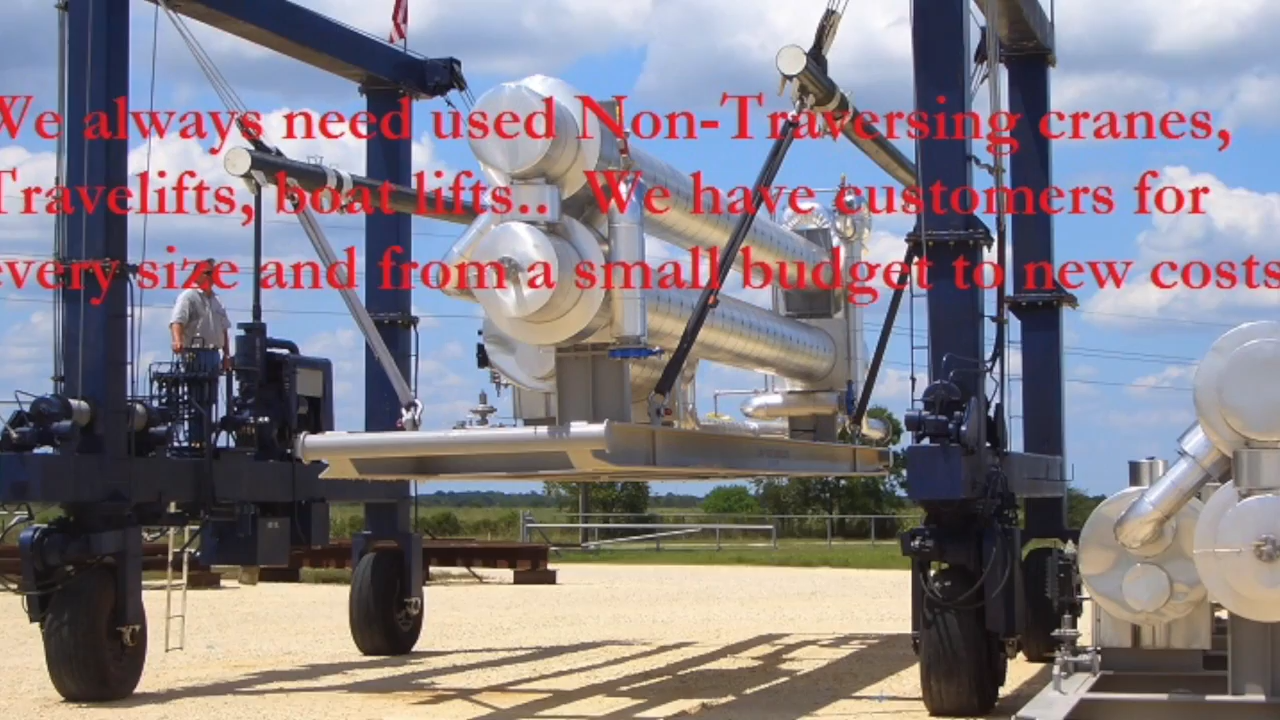 We always need used Non-Traversing cranes,
Travelifts, boat lifts..  We have customers for
every size and from a small budget to new costs